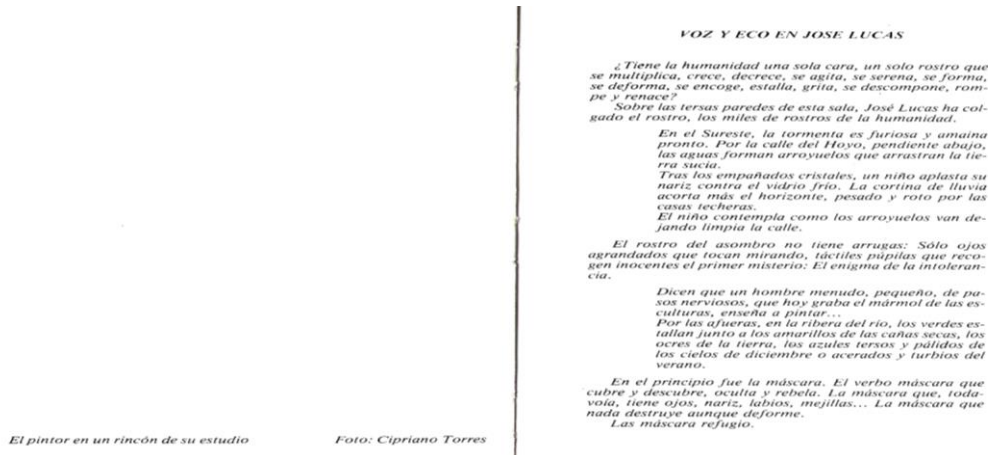 El pintor en un rincón de su estudio
Foto: Cipriano Torres
VOZ Y ECO EN JOSE LUCAS
¿Tiene la humanidad una sola cara, un solo rostro que
se multiplica, crece, decrece, se agita, se serena, se forma,
se deforma, se encoge, estalla, grita, se descompone, rom-
pe y renace?
Sobre las tersas paredes de esta sala, José Lucas ha col-
gado el rostro, los miles de rostros de la humanidad.
En el Sureste, la tormenta es furiosa y amaina
pronto. Por la calle del Hoyo, pendiente abajo,
las aguas forman arroyuelos que arrastran la tie-
rra sucia.
Tras los empañados cristales, un niño aplasta su
nariz contra el vidrio frío. La cortina de lluvia
acorta más el horizonte, pesado y roto por las
casas techeras.
El niño contempla como los arroyuelos van de-
jando limpia la calle.
El rostro del asombro no tiene arrugas: Sólo ojos
agrandados que tocan mirando, táctiles púpilas que reco-
gen inocentes el primer misterio: El enigma de la intoleran-
cia.
Dicen que un hombre menudo, pequeño, de pa-
sos nerviosos, que hoy graba el mármol de las es-
culturas, enseña a pintar...
Por las afueras, en la ribera del río, los verdes es-
tallan junto a los amarillos de las cañas secas, los
ocres de la tierra, los azules tersos y pálidos de
los cielos de diciembre o acerados y turbios del
verano.
En el principio fue la máscara. El verbo máscara que
cubre y descubre, oculta y rebela. La máscara que, toda-
voía, tiene ojos, nariz, labios, mejillas... La máscara que
nada destruye aunque deforme.
Las máscara refugio.